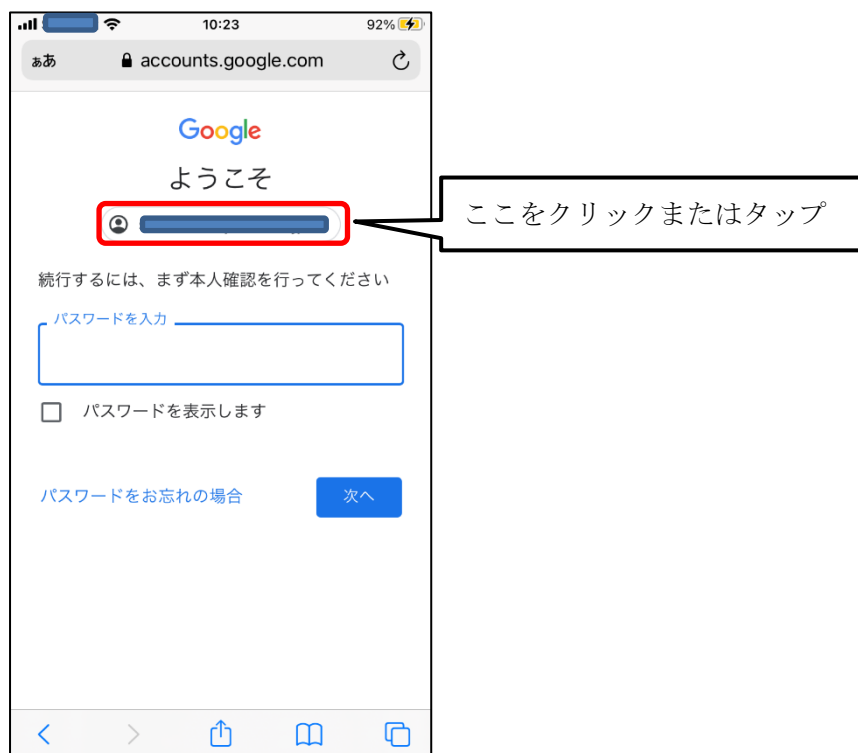 10:23
92%
ぁあ
accounts.google.com
Google
ようこそ
ここをクリックまたはタップ
続行するには、まず本人確認を行ってください
パスワードを入力
パスワードを表示します
パスワードをお忘れの場合
次へ